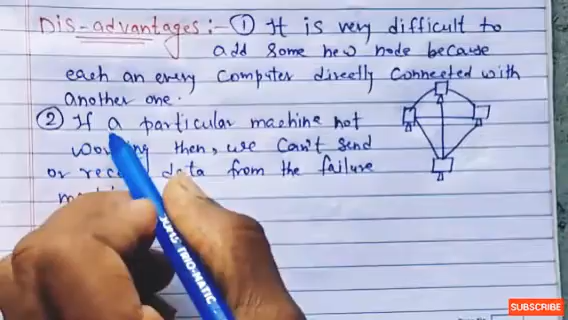 Dis-advantages:- ① It is very difficult to
add some new node because
each an every computer directly connected with
another one.
② If a particular machine not
then, we can't send
or data from the failure
SUBSCRIBE